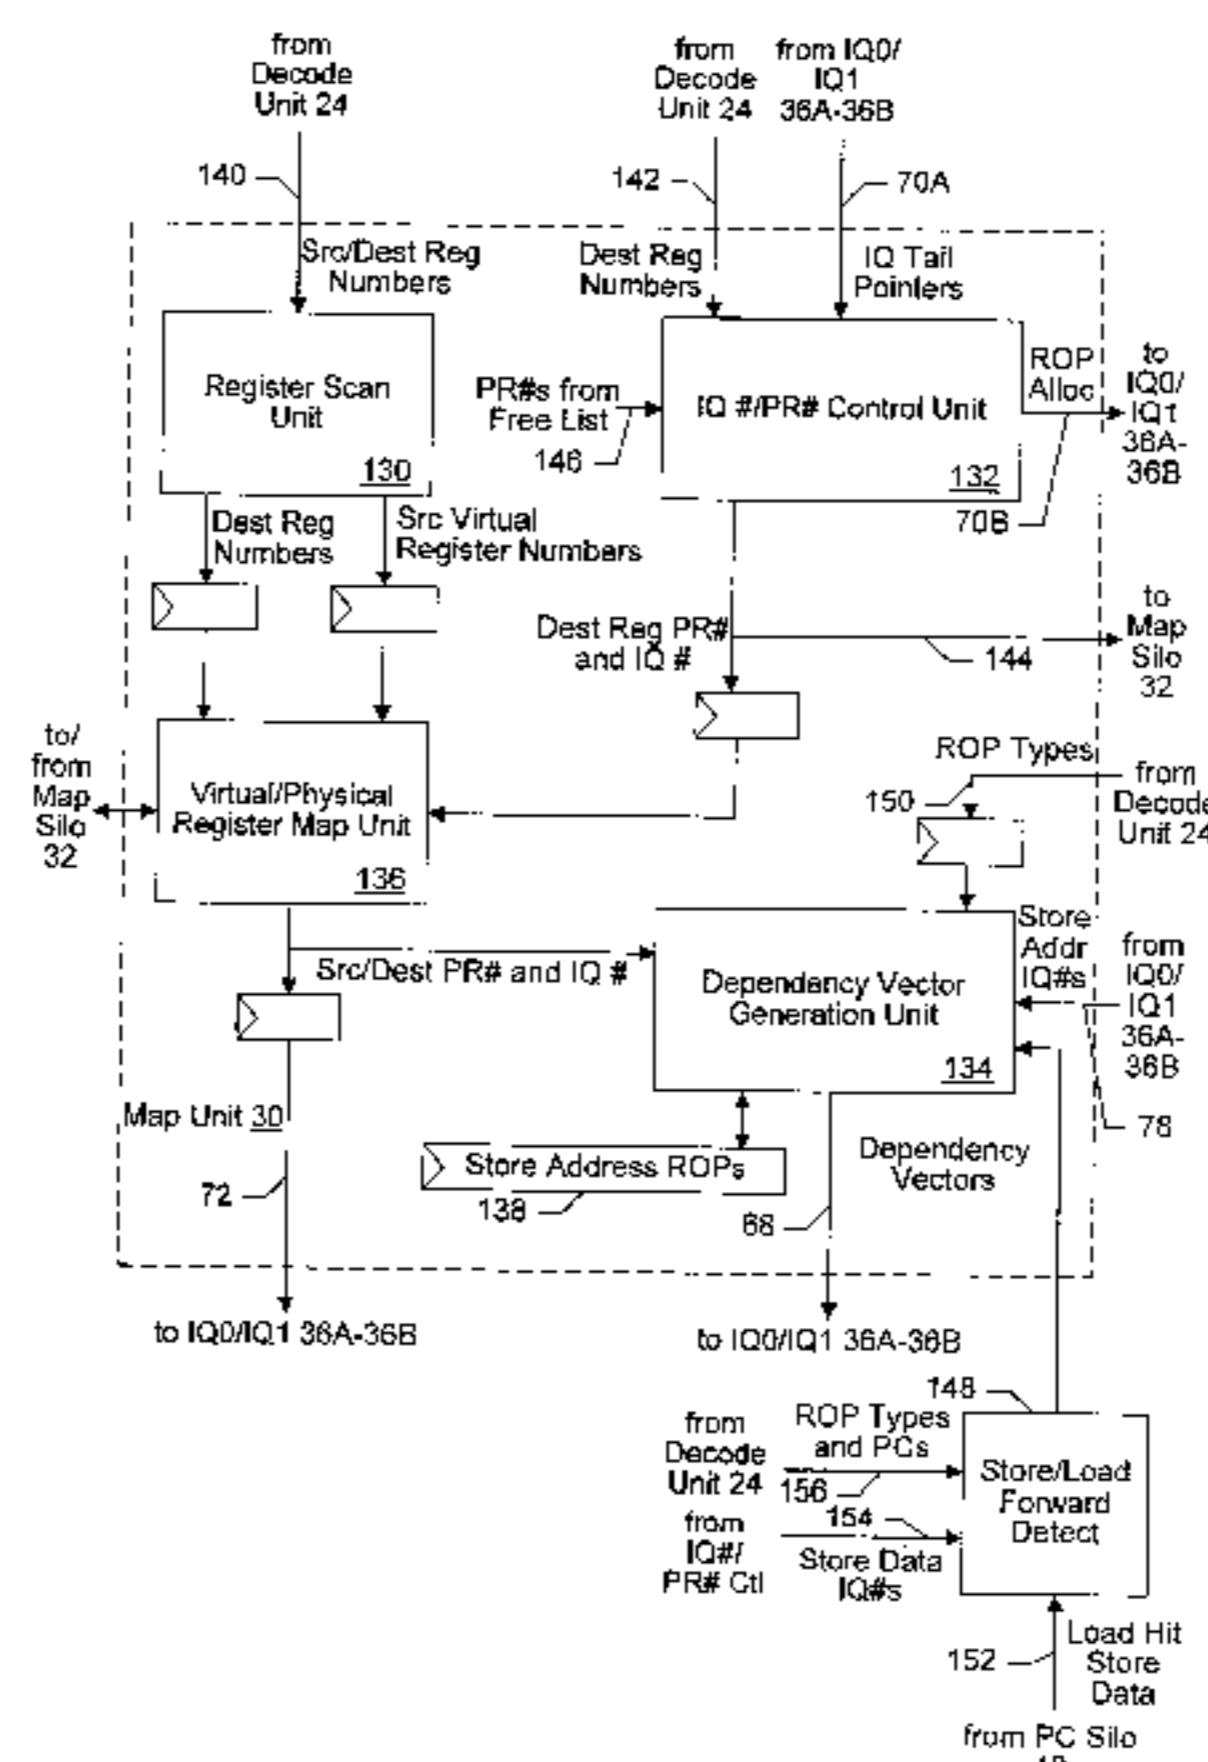 from
Decode
Unit 24
from
Decode
Unit 24
from IQ0/
IQ1
36A-36B
140
142
70A
Src/Dest Reg
Numbers
Dest Reg
Numbers
IQ Tail
Pointers
Register Scan
Unit
130
PR#s from
Free List
146
IQ #/PR# Control Unit
132
ROP
Alloc
to
IQ0/
IQ1
36A-
36B
70B
Dest Reg
Numbers
Src Virtual
Register Numbers
Dest Reg PR#
and IQ #
144
to
Map
Silo
32
to/
from
Map
Silo
32
Virtual/Physical
Register Map Unit
136
ROP Types
150
from
Decode
Unit 24
Src/Dest PR# and IQ #
Dependency Vector
Generation Unit
134
Store
Addr
IQ#s
from
IQ0/
IQ1
36A-
36B
78
Map Unit 30
72
Store Address ROPs
138
Dependency
Vectors
68
to IQ0/IQ1 36A-36B
to IQ0/IQ1 36A-36B
148
from
Decode
Unit 24
ROP Types
and PCs
156
Store/Load
Forward
Detect
154
from
IQ#/
PR# Ctl
Store Data
IQ#s
152
Load Hit
Store
Data
from PC Silo